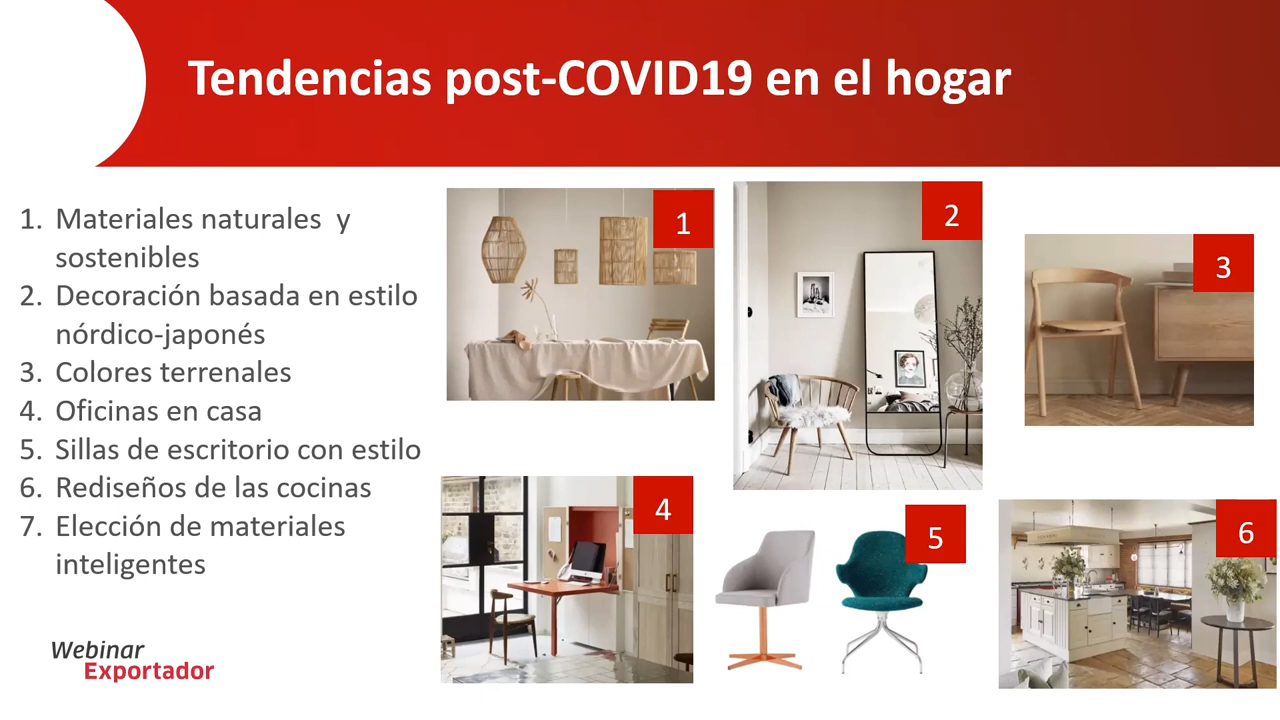 Tendencias post-COVID19 en el hogar
1. Materiales naturales y
sostenibles
2. Decoración basada en estilo
nórdico-japonés
3. Colores terrenales
4. Oficinas en casa
5. Sillas de escritorio con estilo
6. Rediseños de las cocinas
7. Elección de materiales
inteligentes
1
2
3
4
5
6
Webinar
Exportador